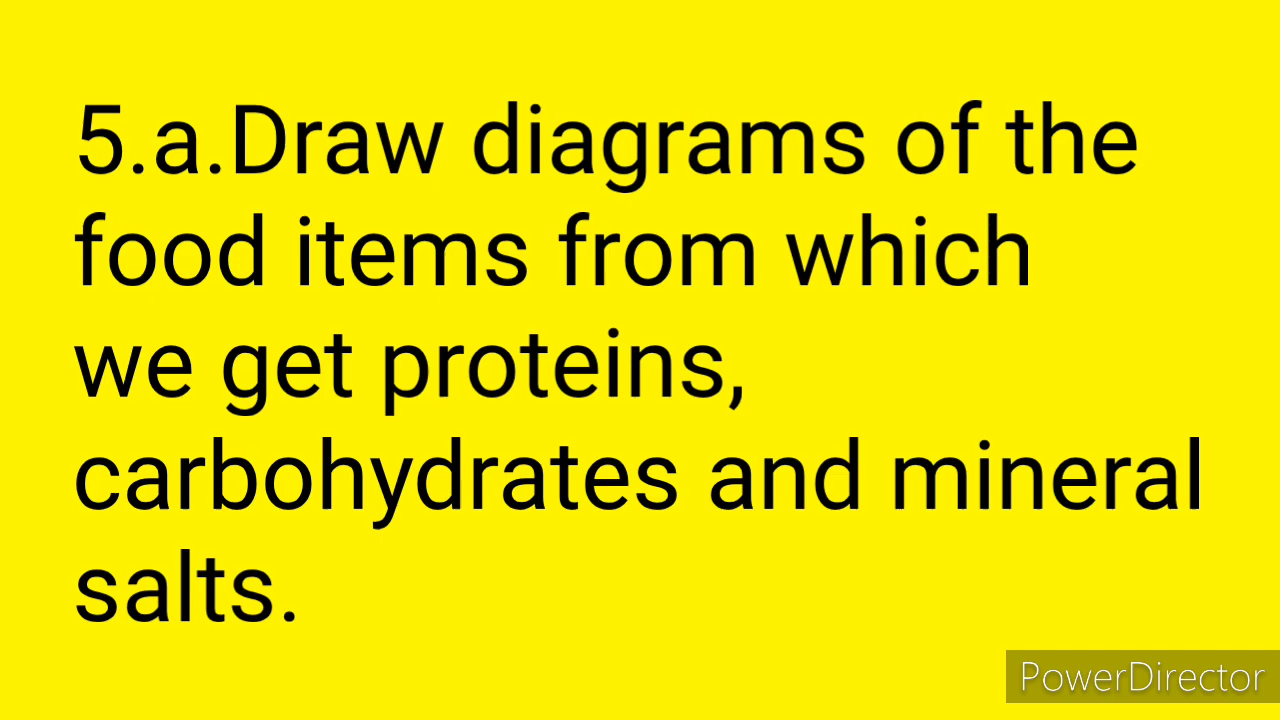 5.a.Draw diagrams of the
food items from which
we get proteins,
carbohydrates and mineral
salts.
PowerDirector